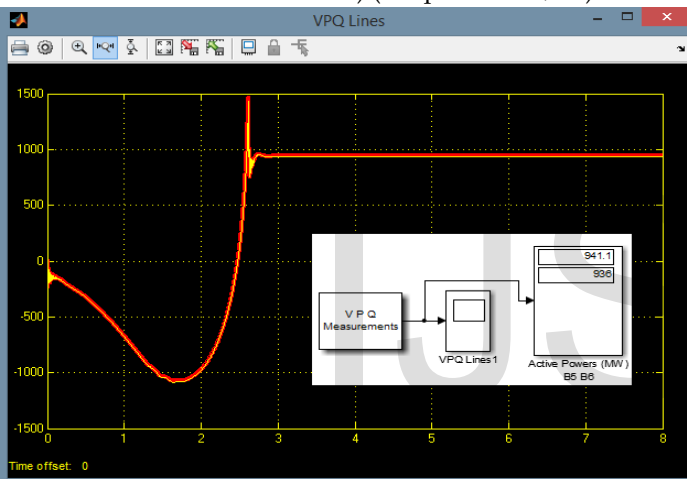 VPQ Lines
1500
1000
500
0
-500
-1000
-1500
0 1 2 3 4 5 6 7 8
Time offset: 0
V P Q
Measurements
VPQ Lines1
941.1
936
Active Powers (MW)
B5 B6
IJS